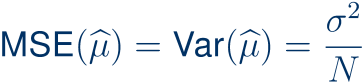 MSE(μ̂) = Var(μ̂) = σ²/N